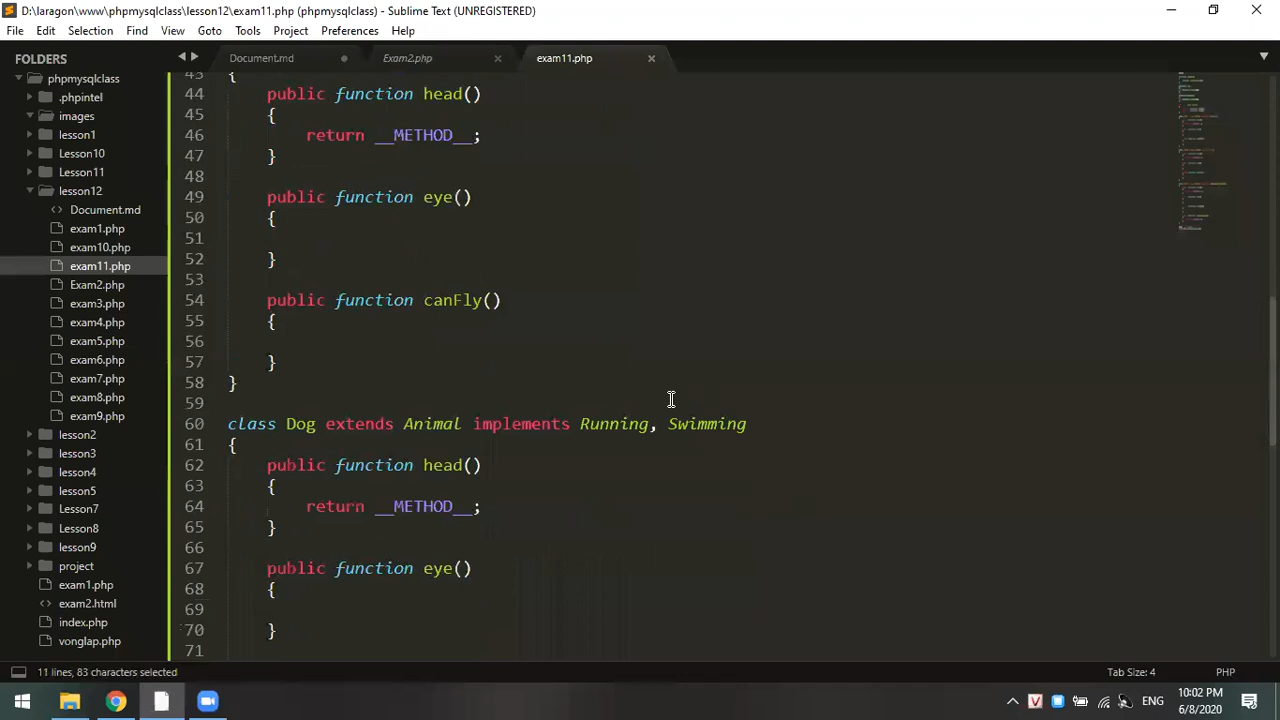 D:\laragon\www\phpmysqlclass\lesson12\exam11.php (phpmysqlclass) - Sublime Text (UNREGISTERED)
File Edit Selection Find View Goto Tools Project Preferences Help
FOLDERS
phpmysqlclass
.phpintel
images
lesson1
Lesson10
Lesson11
lesson12
<> Document.md
exam1.php
exam10.php
exam11.php
Exam2.php
exam3.php
exam4.php
exam5.php
exam6.php
exam7.php
exam8.php
exam9.php
lesson2
lesson3
lesson4
lesson5
Lesson7
Lesson8
lesson9
project
exam1.php
<> exam2.html
index.php
vonglap.php
Document.md Exam2.php exam11.php
43 {
44 public function head()
45 {
46 return __METHOD__;
47 }
48
49 public function eye()
50 {
51
52 }
53
54 public function canFly()
55 {
56
57 }
58 }
59
60 class Dog extends Animal implements Running, Swimming
61 {
62 public function head()
63 {
64 return __METHOD__;
65 }
66
67 public function eye()
68 {
69
70 }
71
11 lines, 83 characters selected Tab Size: 4 PHP
ENG 10:02 PM
6/8/2020